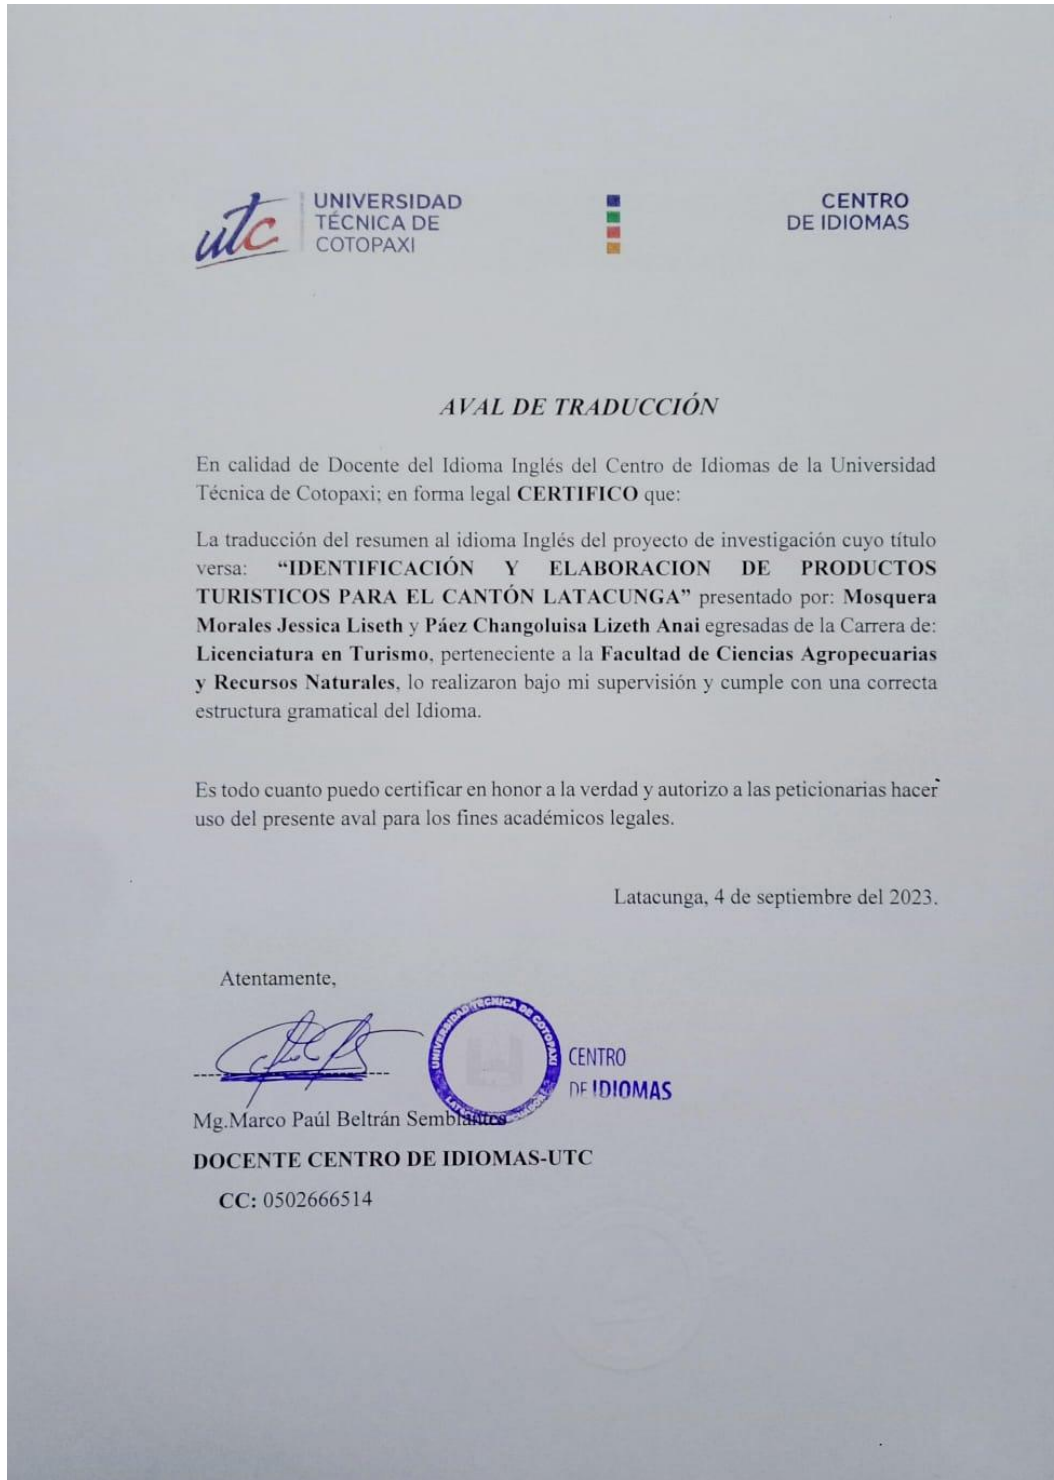 utc
UNIVERSIDAD
TÉCNICA DE
COTOPAXI
CENTRO
DE IDIOMAS
AVAL DE TRADUCCIÓN
En calidad de Docente del Idioma Inglés del Centro de Idiomas de la Universidad
Técnica de Cotopaxi; en forma legal CERTIFICO que:
La traducción del resumen al idioma Inglés del proyecto de investigación cuyo título
versa: “IDENTIFICACIÓN Y ELABORACION DE PRODUCTOS
TURISTICOS PARA EL CANTÓN LATACUNGA” presentado por: Mosquera
Morales Jessica Liseth y Páez Changoluisa Lizeth Anai egresadas de la Carrera de:
Licenciatura en Turismo, perteneciente a la Facultad de Ciencias Agropecuarias
y Recursos Naturales, lo realizaron bajo mi supervisión y cumple con una correcta
estructura gramatical del Idioma.
Es todo cuanto puedo certificar en honor a la verdad y autorizo a las peticionarias hacer
uso del presente aval para los fines académicos legales.
Latacunga, 4 de septiembre del 2023.
Atentamente,
UNIVERSIDAD TECNICA DE COTOPAXI
CENTRO
DE IDIOMAS
Mg.Marco Paúl Beltrán Semblantes
DOCENTE CENTRO DE IDIOMAS-UTC
CC: 0502666514